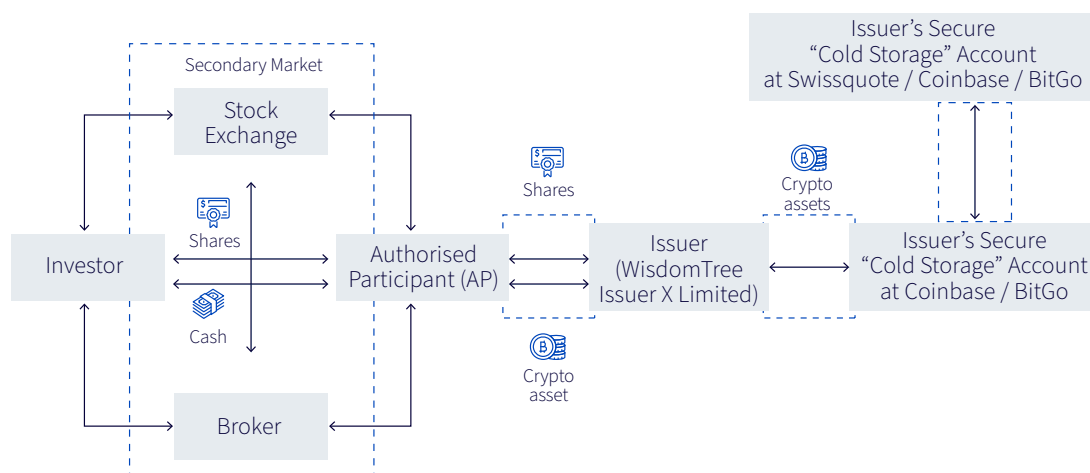 Issuer’s Secure
“Cold Storage” Account
at Swissquote / Coinbase / BitGo
Secondary Market
Stock
Exchange
Shares
Shares
Crypto
assets
Investor
Authorised
Participant (AP)
Issuer
(WisdomTree
Issuer X Limited)
Issuer’s Secure
“Cold Storage” Account
at Coinbase / BitGo
Cash
Crypto
asset
Broker